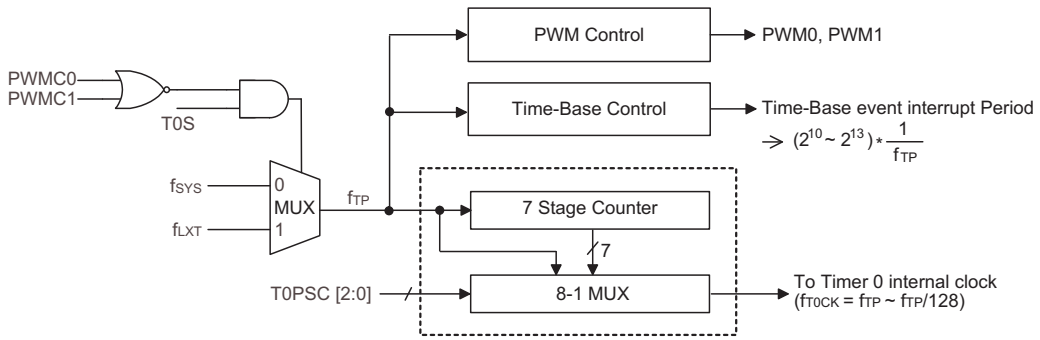 PWM Control
PWM0, PWM1
PWMC0
PWMC1
T0S
Time-Base Control
Time-Base event interrupt Period
→ (2^10 ~ 2^13) * 1/fTP
fSYS
0
MUX
fLXT
1
fTP
7 Stage Counter
7
T0PSC [2:0]
8-1 MUX
To Timer 0 internal clock
(fT0CK = fTP ~ fTP/128)